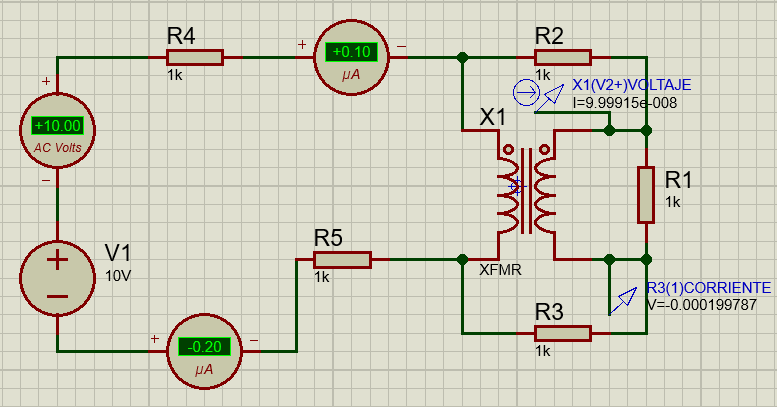 R4
1k
+
+0.10
µA
−
R2
1k
X1(V2+)VOLTAJE
I=9.99915e-008
X1
+
+10.00
AC Volts
−
R1
1k
V1
10V
R5
1k
XFMR
R3(1)CORRIENTE
V=-0.000199787
R3
1k
+
-0.20
µA
−